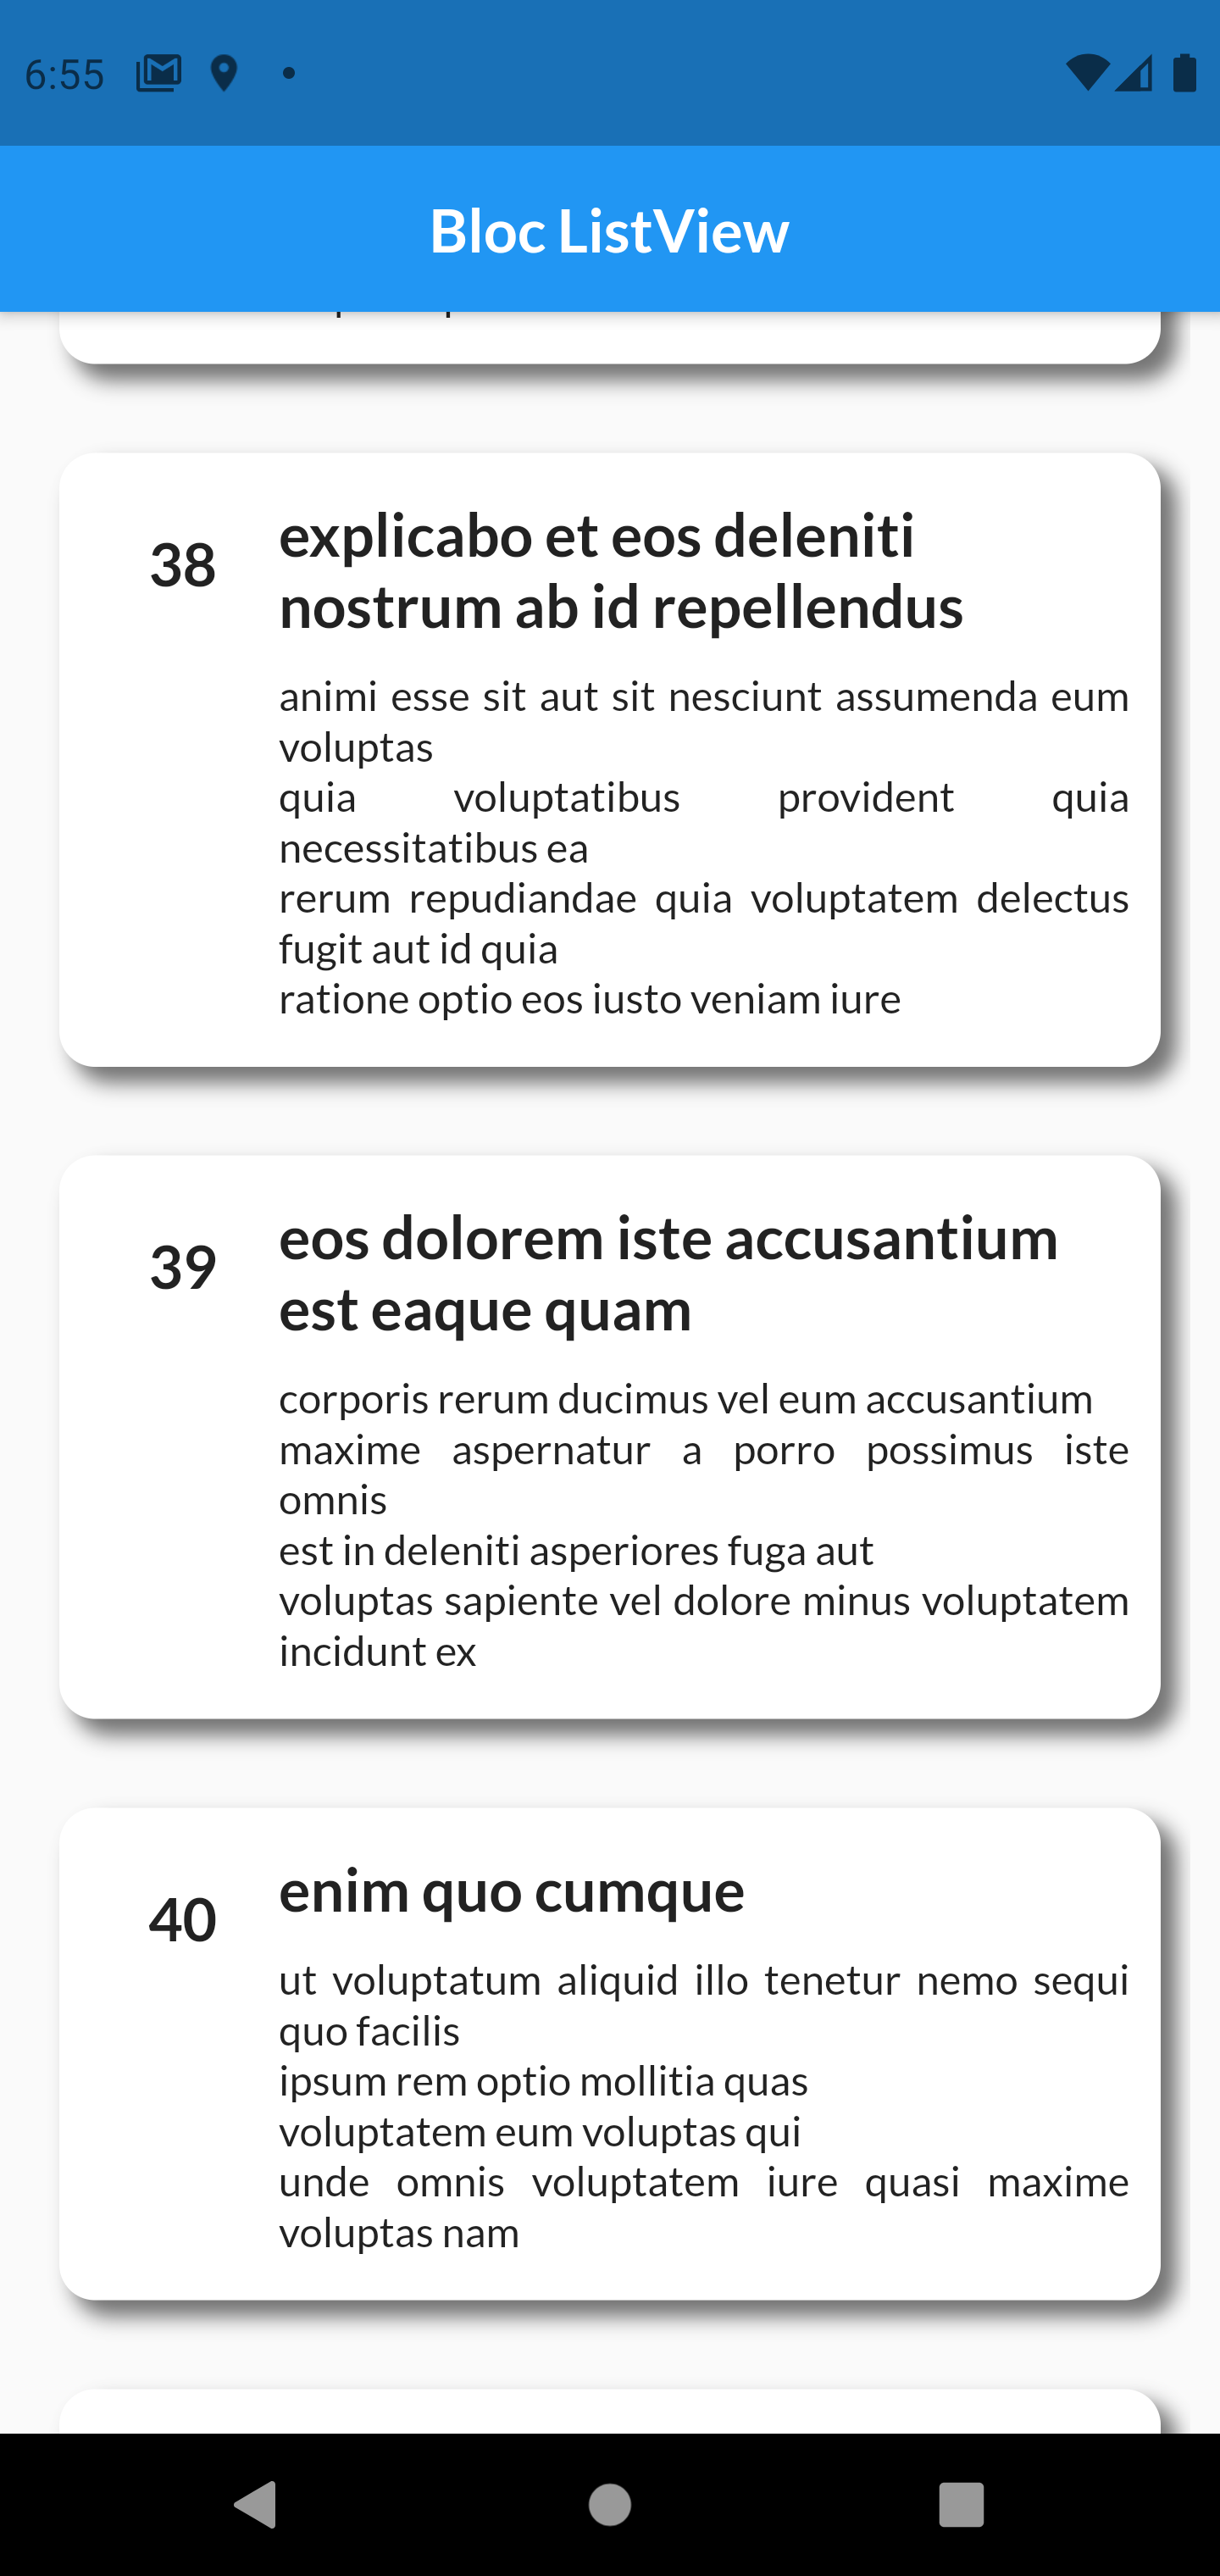 6:55
Bloc ListView
38
explicabo et eos deleniti
nostrum ab id repellendus
animi esse sit aut sit nesciunt assumenda eum
voluptas
quia voluptatibus provident quia
necessitatibus ea
rerum repudiandae quia voluptatem delectus
fugit aut id quia
ratione optio eos iusto veniam iure
39
eos dolorem iste accusantium
est eaque quam
corporis rerum ducimus vel eum accusantium
maxime aspernatur a porro possimus iste
omnis
est in deleniti asperiores fuga aut
voluptas sapiente vel dolore minus voluptatem
incidunt ex
40
enim quo cumque
ut voluptatum aliquid illo tenetur nemo sequi
quo facilis
ipsum rem optio mollitia quas
voluptatem eum voluptas qui
unde omnis voluptatem iure quasi maxime
voluptas nam